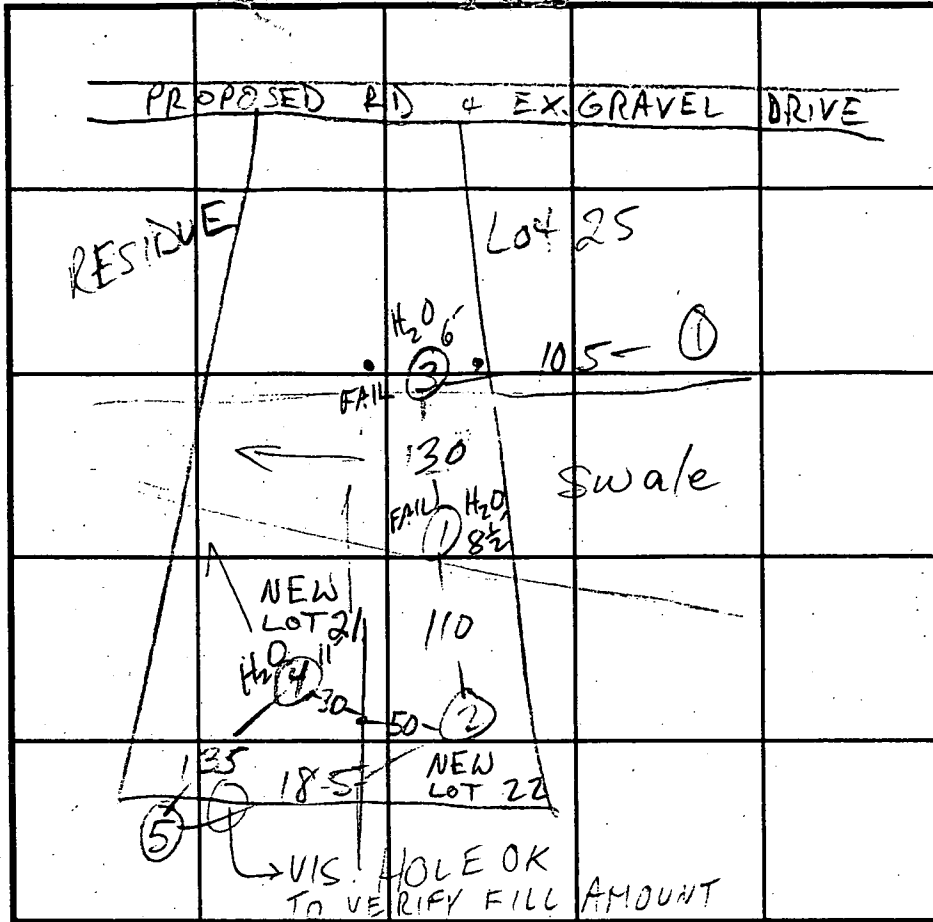 PROPOSED RD & EX. GRAVEL DRIVE
RESIDUE
LOT 25
H₂O 6'
3
105 ← 1
FAIL
130
Swale
FAIL
H₂O
1
8½'
NEW
LOT 21
110
H₂O 11'
4
30
50
2
135
185
NEW
LOT 22
5
VIS. HOLE OK
TO VERIFY FILL AMOUNT